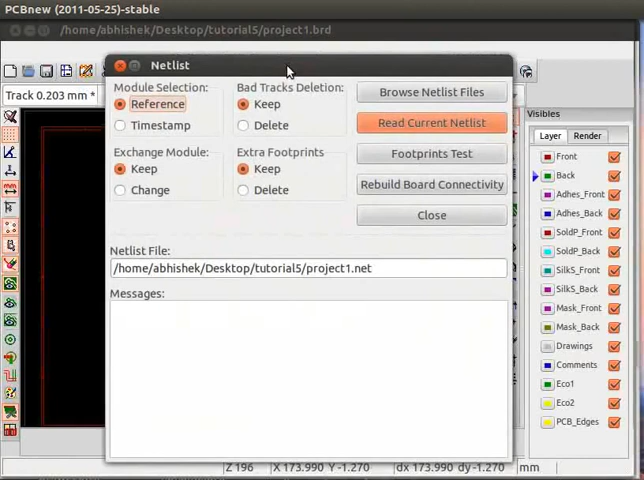 PCBnew (2011-05-25)-stable
/home/abhishek/Desktop/tutorial5/project1.brd
Netlist
Track 0.203 mm *
Module Selection:
Reference
Timestamp
Bad Tracks Deletion:
Keep
Delete
Exchange Module:
Keep
Change
Extra Footprints
Keep
Delete
Browse Netlist Files
Read Current Netlist
Footprints Test
Rebuild Board Connectivity
Close
Netlist File:
/home/abhishek/Desktop/tutorial5/project1.net
Messages:
Visibles
Layer Render
Front
Back
Adhes_Front
Adhes_Back
SoldP_Front
SoldP_Back
SilkS_Front
SilkS_Back
Mask_Front
Mask_Back
Drawings
Comments
Eco1
Eco2
PCB_Edges
Z 196 X 173.990 Y -1.270 dx 173.990 dy -1.270 mm